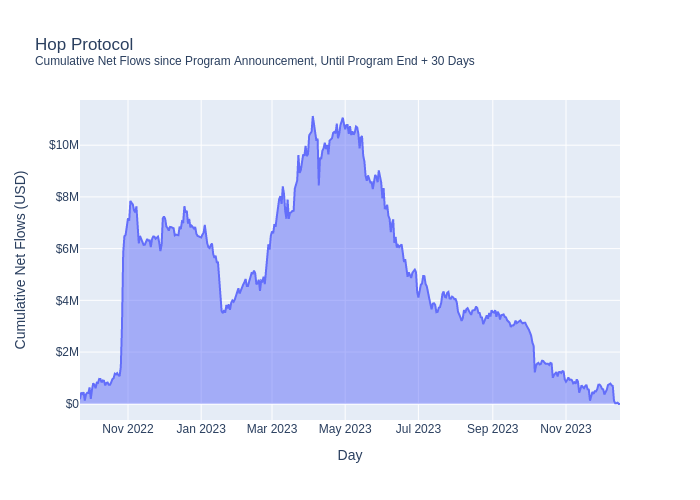 Hop Protocol
Cumulative Net Flows since Program Announcement, Until Program End + 30 Days
Cumulative Net Flows (USD)
$10M
$8M
$6M
$4M
$2M
$0
Nov 2022 Jan 2023 Mar 2023 May 2023 Jul 2023 Sep 2023 Nov 2023
Day